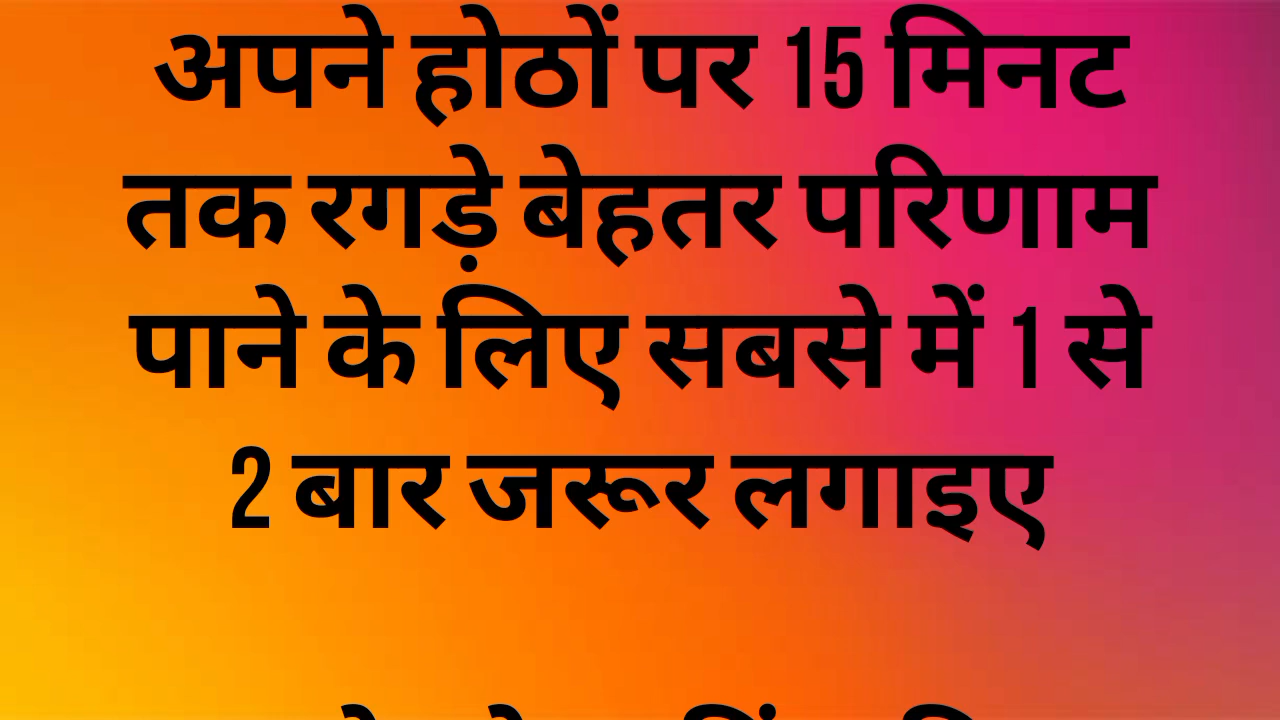 अपने होठों पर 15 मिनट
तक रगड़े बेहतर परिणाम
पाने के लिए सबसे में 1 से
2 बार जरूर लगाइए